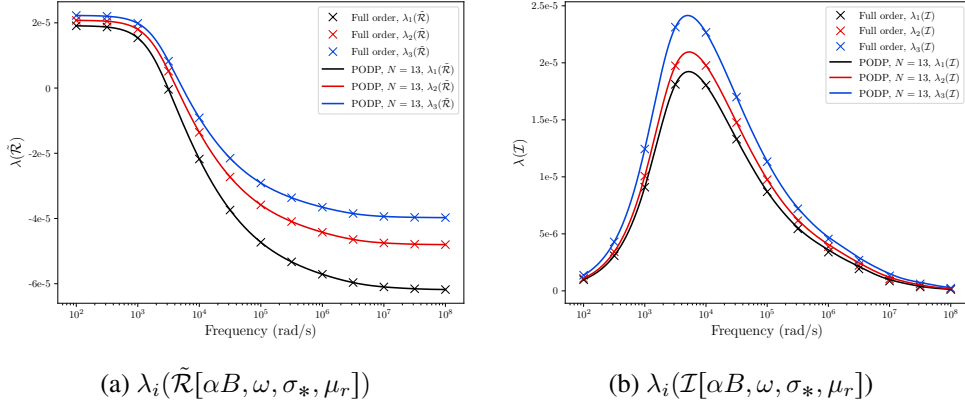 2e-5
0
-2e-5
-4e-5
-6e-5
λ(R̃)
10² 10³ 10⁴ 10⁵ 10⁶ 10⁷ 10⁸
Frequency (rad/s)
Full order, λ₁(R̃)
Full order, λ₂(R̃)
Full order, λ₃(R̃)
PODP, N = 13, λ₁(R̃)
PODP, N = 13, λ₂(R̃)
PODP, N = 13, λ₃(R̃)
(a) λᵢ(R̃[αB, ω, σ∗, μᵣ])
2.5e-5
2e-5
1.5e-5
1e-5
5e-6
0
λ(I)
10² 10³ 10⁴ 10⁵ 10⁶ 10⁷ 10⁸
Frequency (rad/s)
Full order, λ₁(I)
Full order, λ₂(I)
Full order, λ₃(I)
PODP, N = 13, λ₁(I)
PODP, N = 13, λ₂(I)
PODP, N = 13, λ₃(I)
(b) λᵢ(I[αB, ω, σ∗, μᵣ])